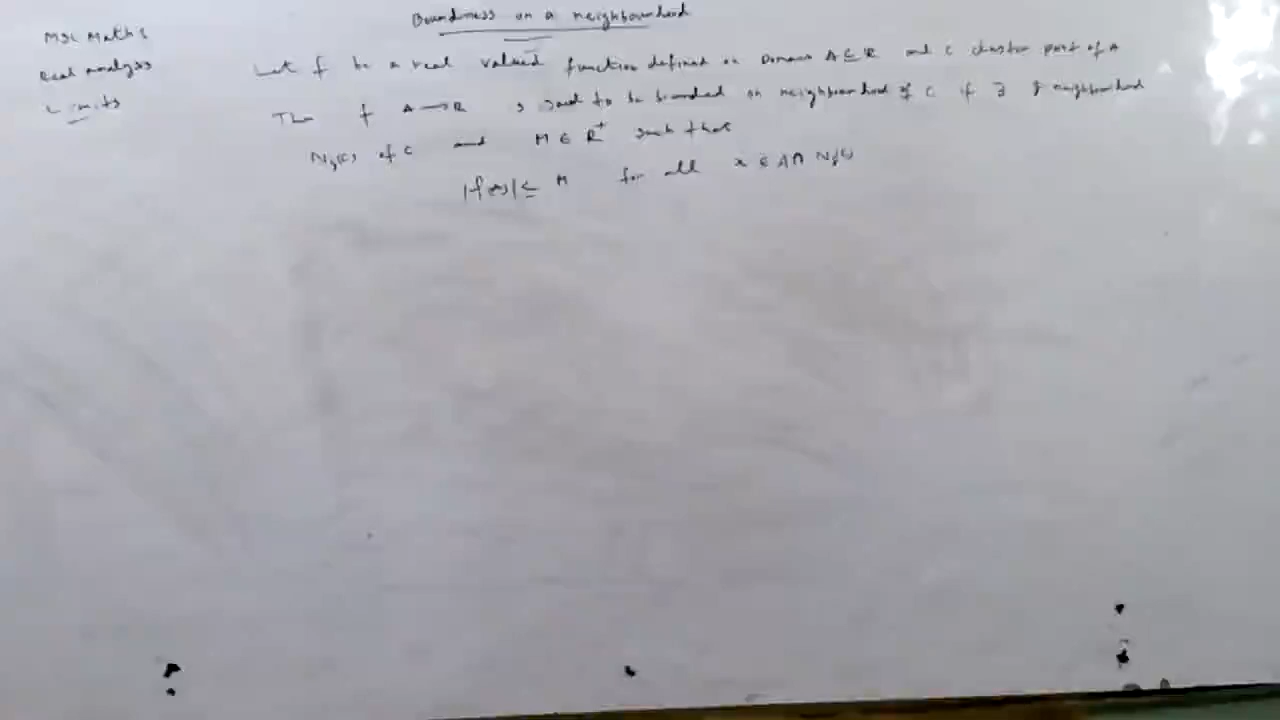 MSc Maths
Real analysis
Limits
Boundness on a neighbourhood
Let f be a real valued function defined on Domain A ⊆ R and c cluster point of A
Then f A → R is said to be bounded on neighbourhood of c if ∃ δ neighbourhood
Nδ(c) of c and M ∈ R⁺ such that
|f(x)| ≤ M for all x ∈ A ∩ Nδ(c)